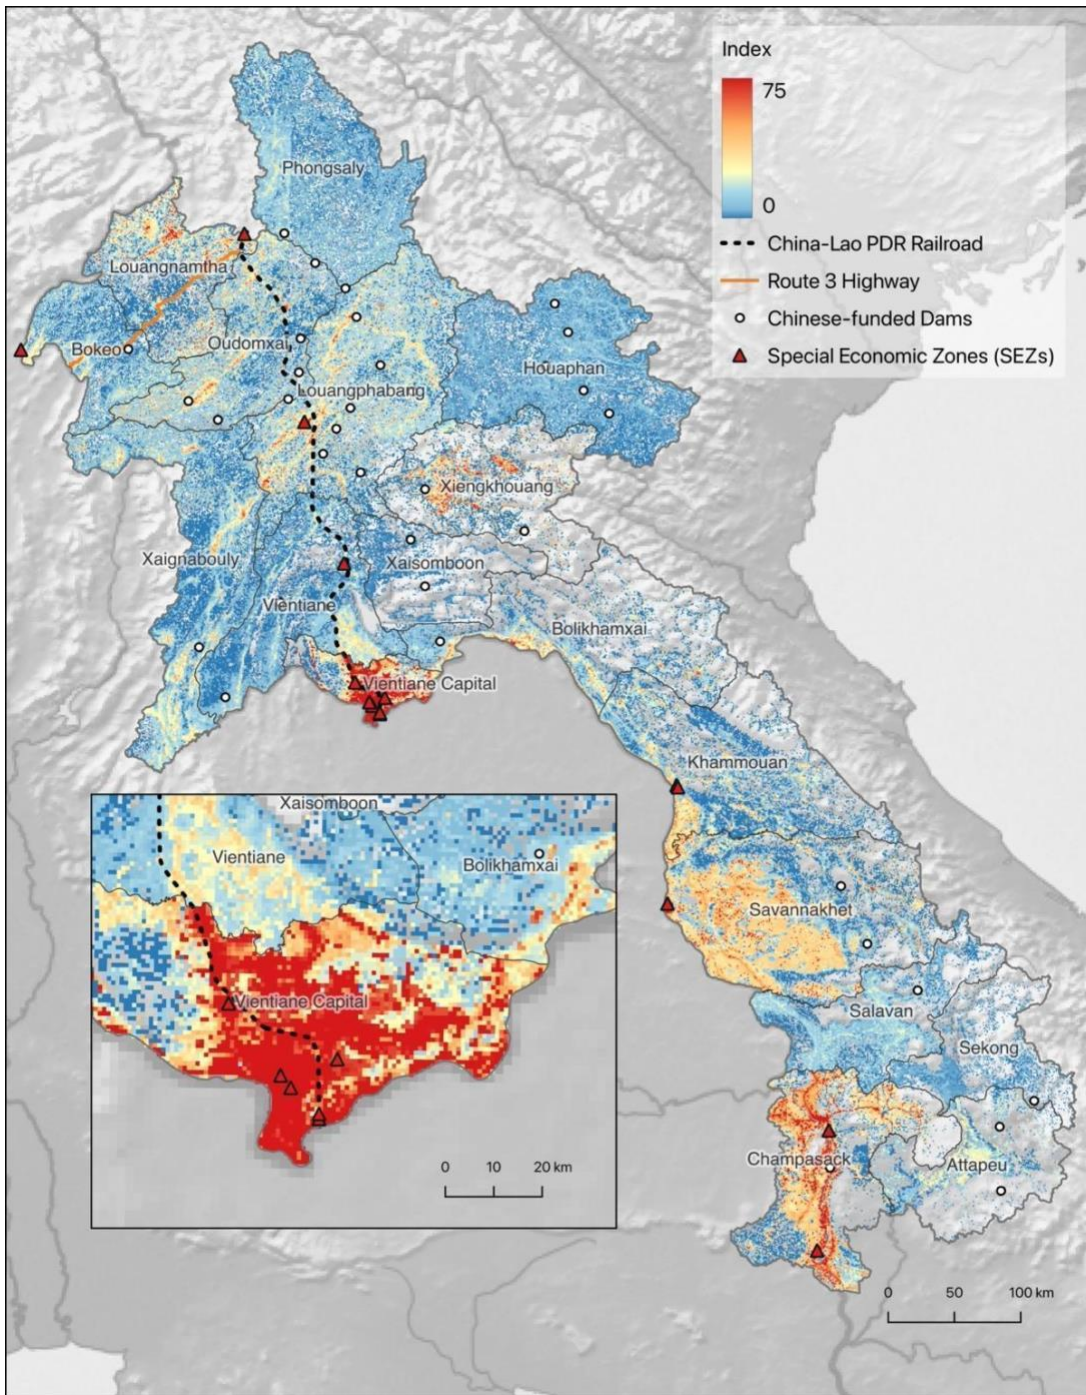 Index
75
0
China-Lao PDR Railroad
Route 3 Highway
Chinese-funded Dams
Special Economic Zones (SEZs)
Phongsaly
Louangnamtha
Bokeo
Oudomxai
Louangphabang
Houaphan
Xiengkhouang
Xaignabouly
Xaisomboon
Vientiane
Bolikhamxai
Vientiane Capital
Khammouan
Savannakhet
Salavan
Sekong
Champasack
Attapeu
0 50 100 km
Xaisomboon
Vientiane
Bolikhamxai
Vientiane Capital
0 10 20 km